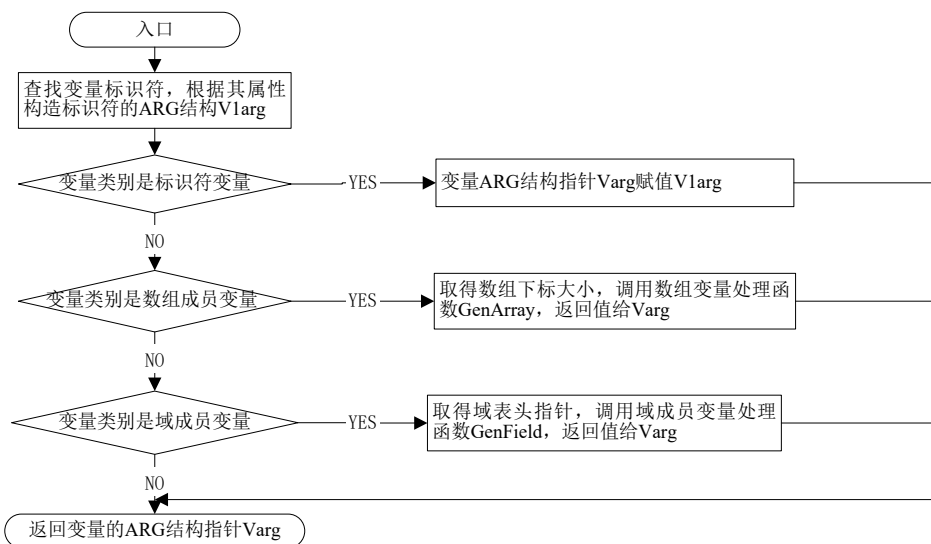 入口
查找变量标识符，根据其属性
构造标识符的ARG结构V1arg
变量类别是标识符变量
YES
变量ARG结构指针Varg赋值V1arg
NO
变量类别是数组成员变量
YES
取得数组下标大小，调用数组变量处理函
数GenArray，返回值给Varg
NO
变量类别是域成员变量
YES
取得域表头指针，调用域成员变量处理
函数GenField，返回值给Varg
NO
返回变量的ARG结构指针Varg